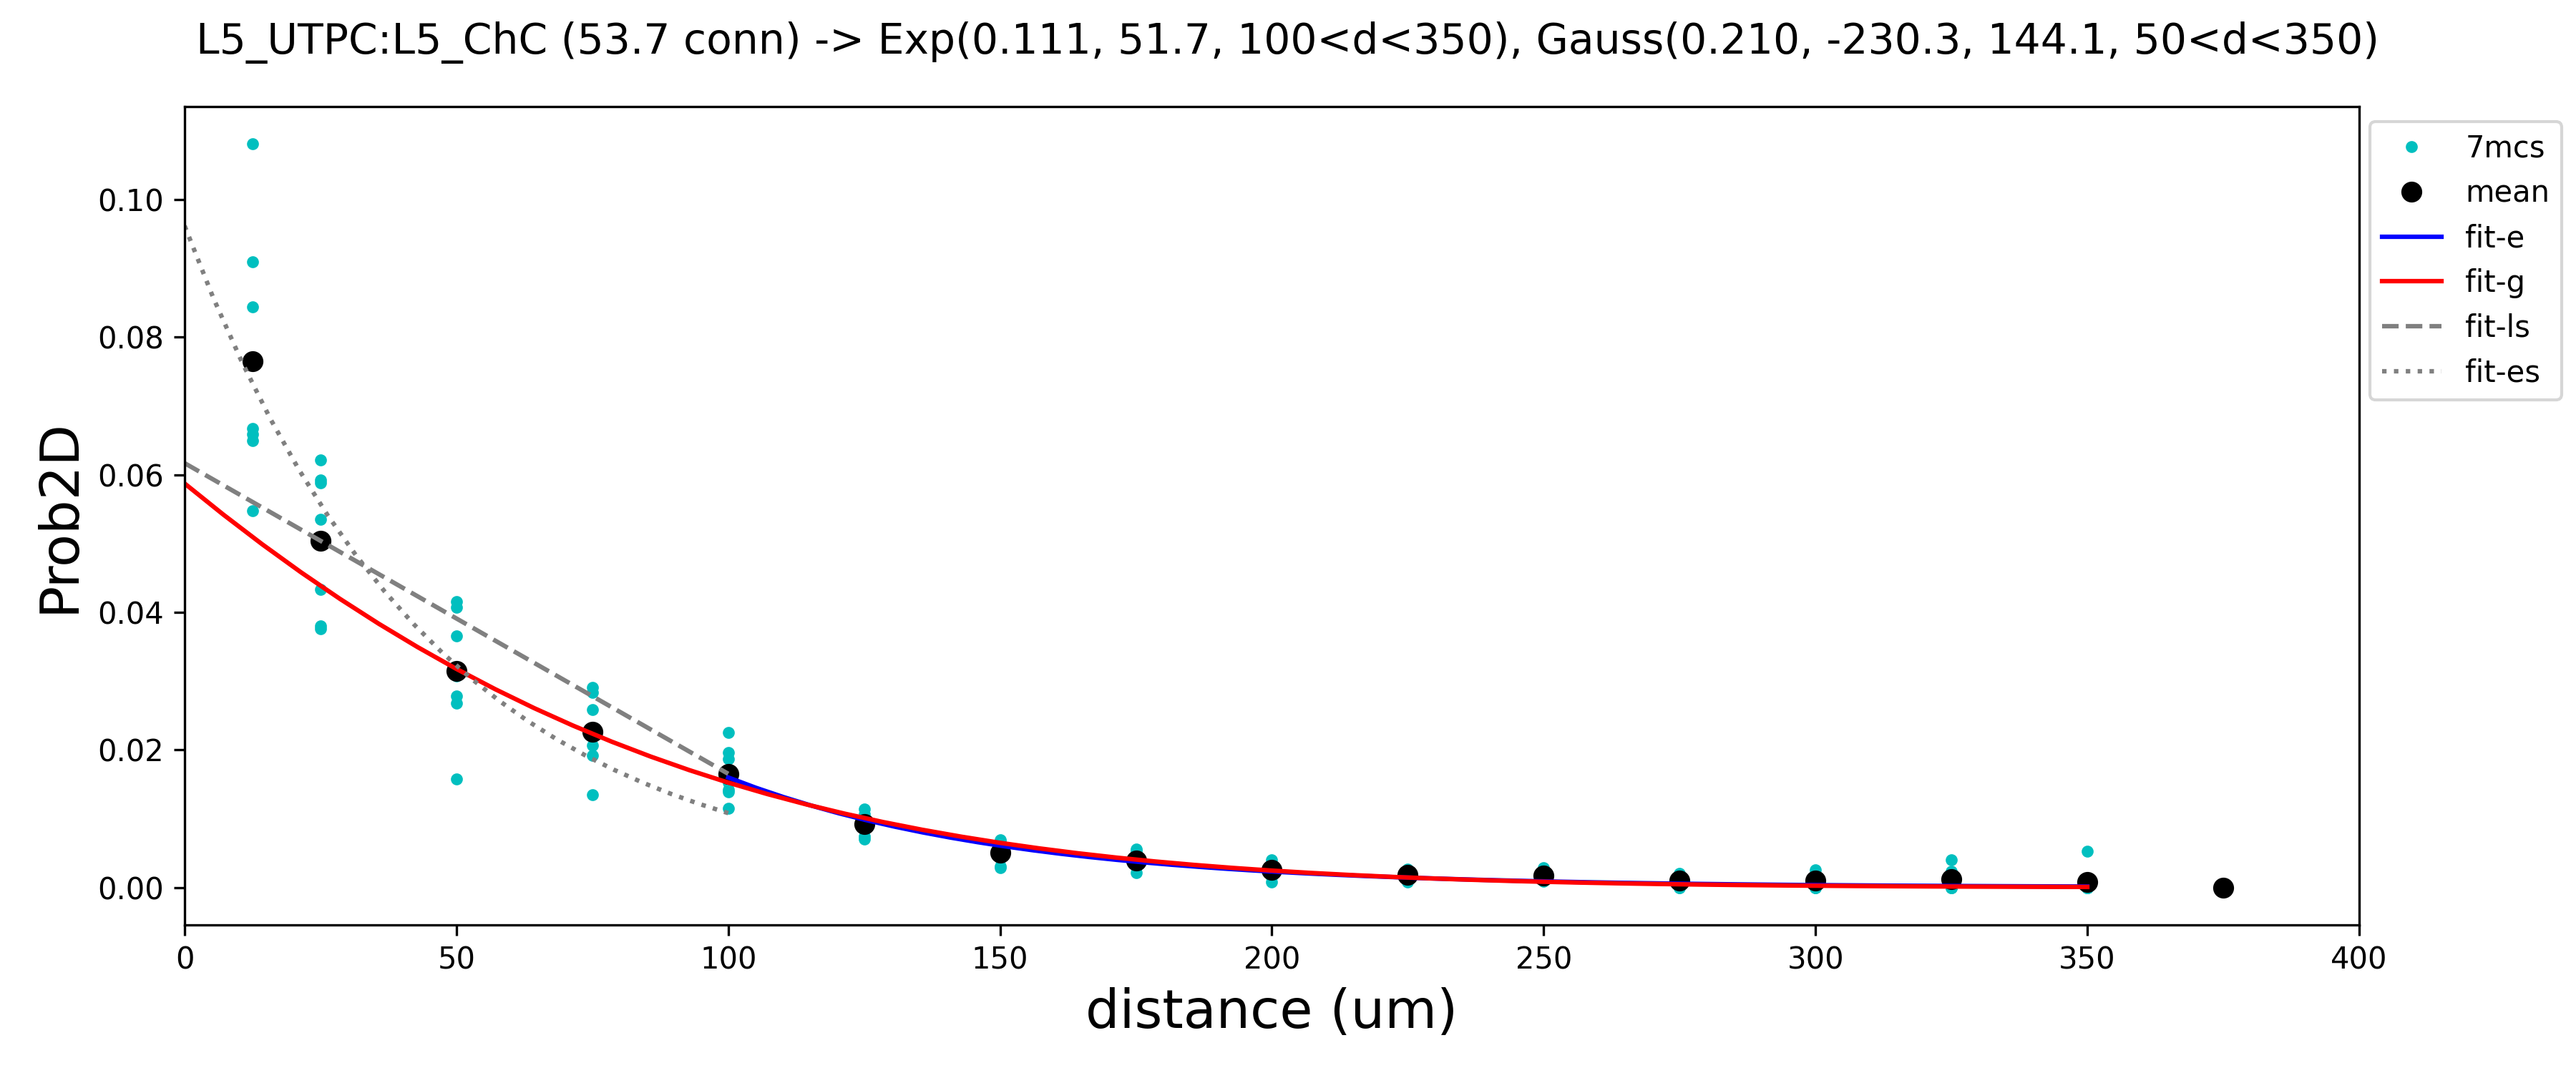 L5_UTPC:L5_ChC (53.7 conn) -> Exp(0.111, 51.7, 100<d<350), Gauss(0.210, -230.3, 144.1, 50<d<350)
7mcs
mean
fit-e
fit-g
fit-ls
fit-es
Prob2D
0.10
0.08
0.06
0.04
0.02
0.00
0 50 100 150 200 250 300 350 400
distance (um)